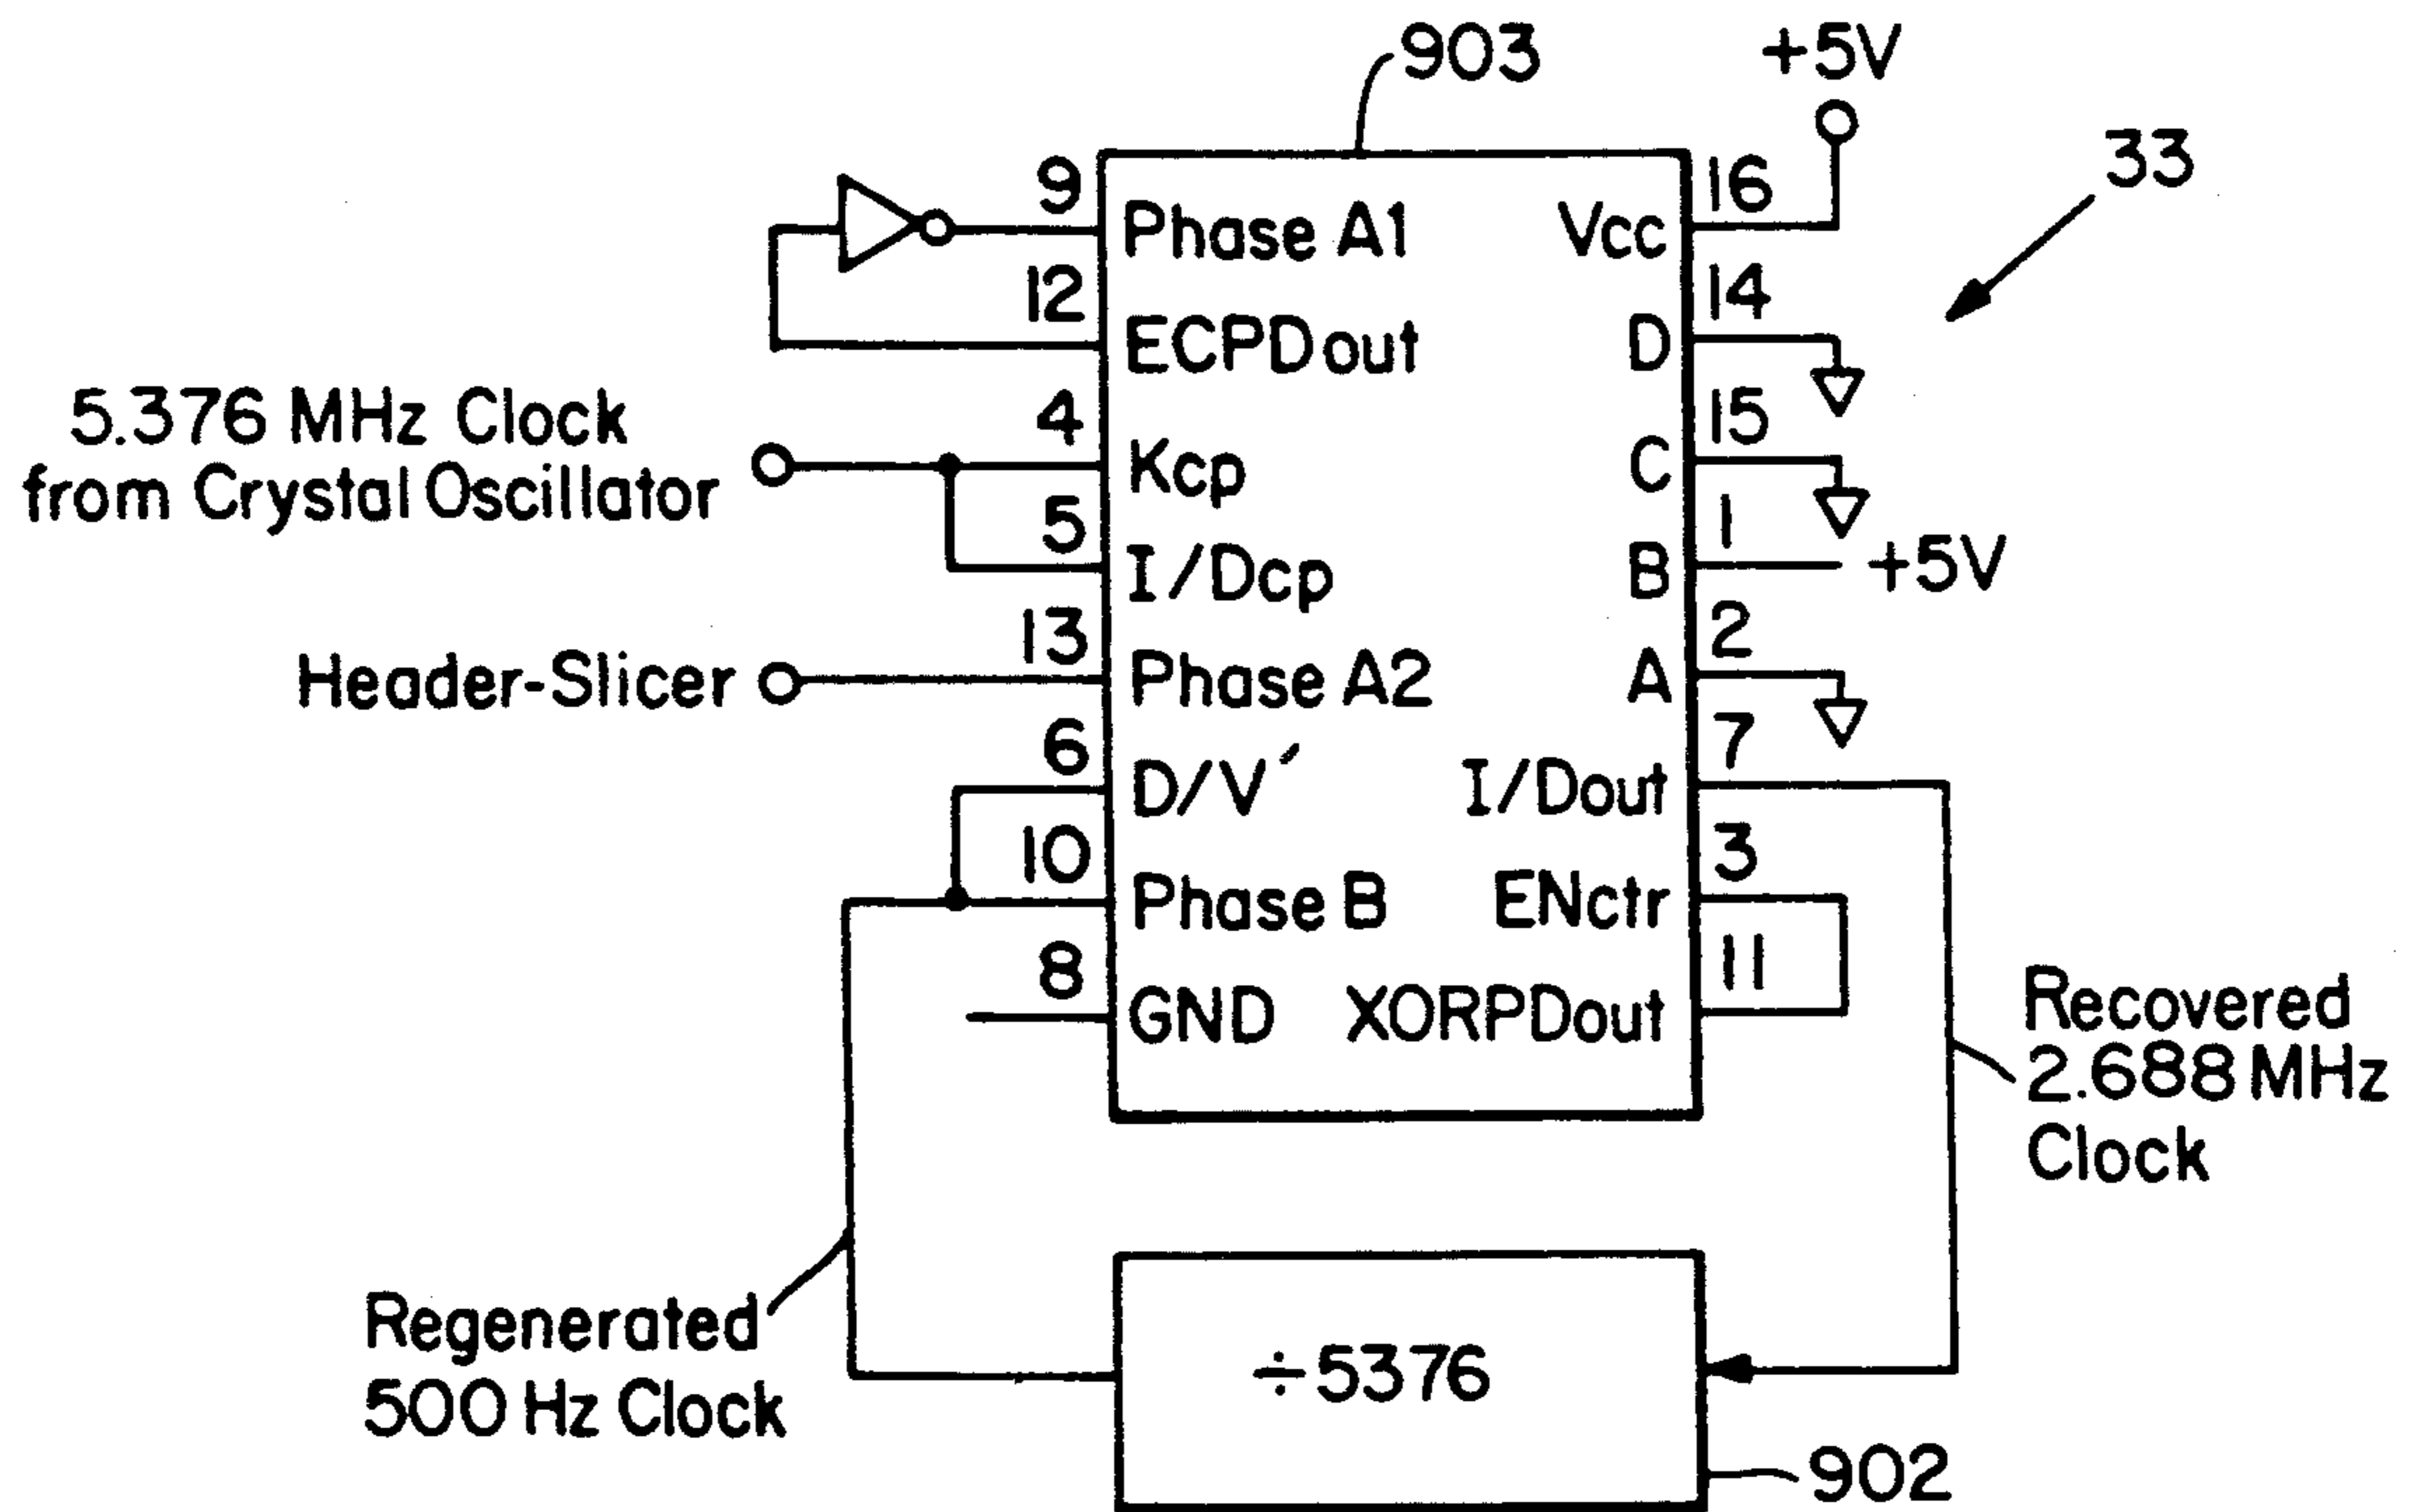 903
+5V
33
9
Phase A1
Vcc
16
12
ECPDout
D
14
5.376 MHz Clock
from Crystal Oscillator
4
Kcp
C
15
5
I/Dcp
B
1
+5V
Header-Slicer
13
Phase A2
A
2
6
D/V′
I/Dout
7
10
Phase B
ENctr
3
8
GND
XORPDout
11
Recovered
2.688 MHz
Clock
Regenerated
500 Hz Clock
÷5376
902